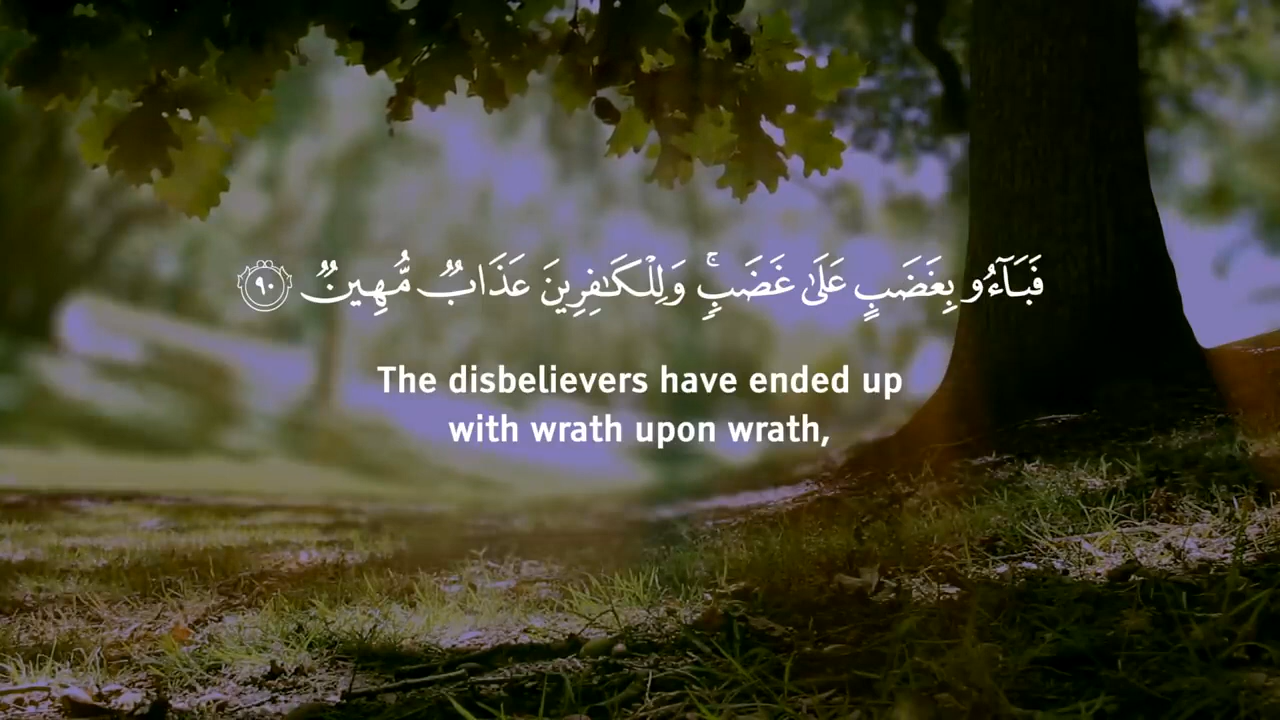 فَبَآءُو بِغَضَبٍ عَلَىٰ غَضَبٍۚ وَلِلْكَـٰفِرِينَ عَذَابٌ مُّهِينٌ ٩٠
The disbelievers have ended up
with wrath upon wrath,